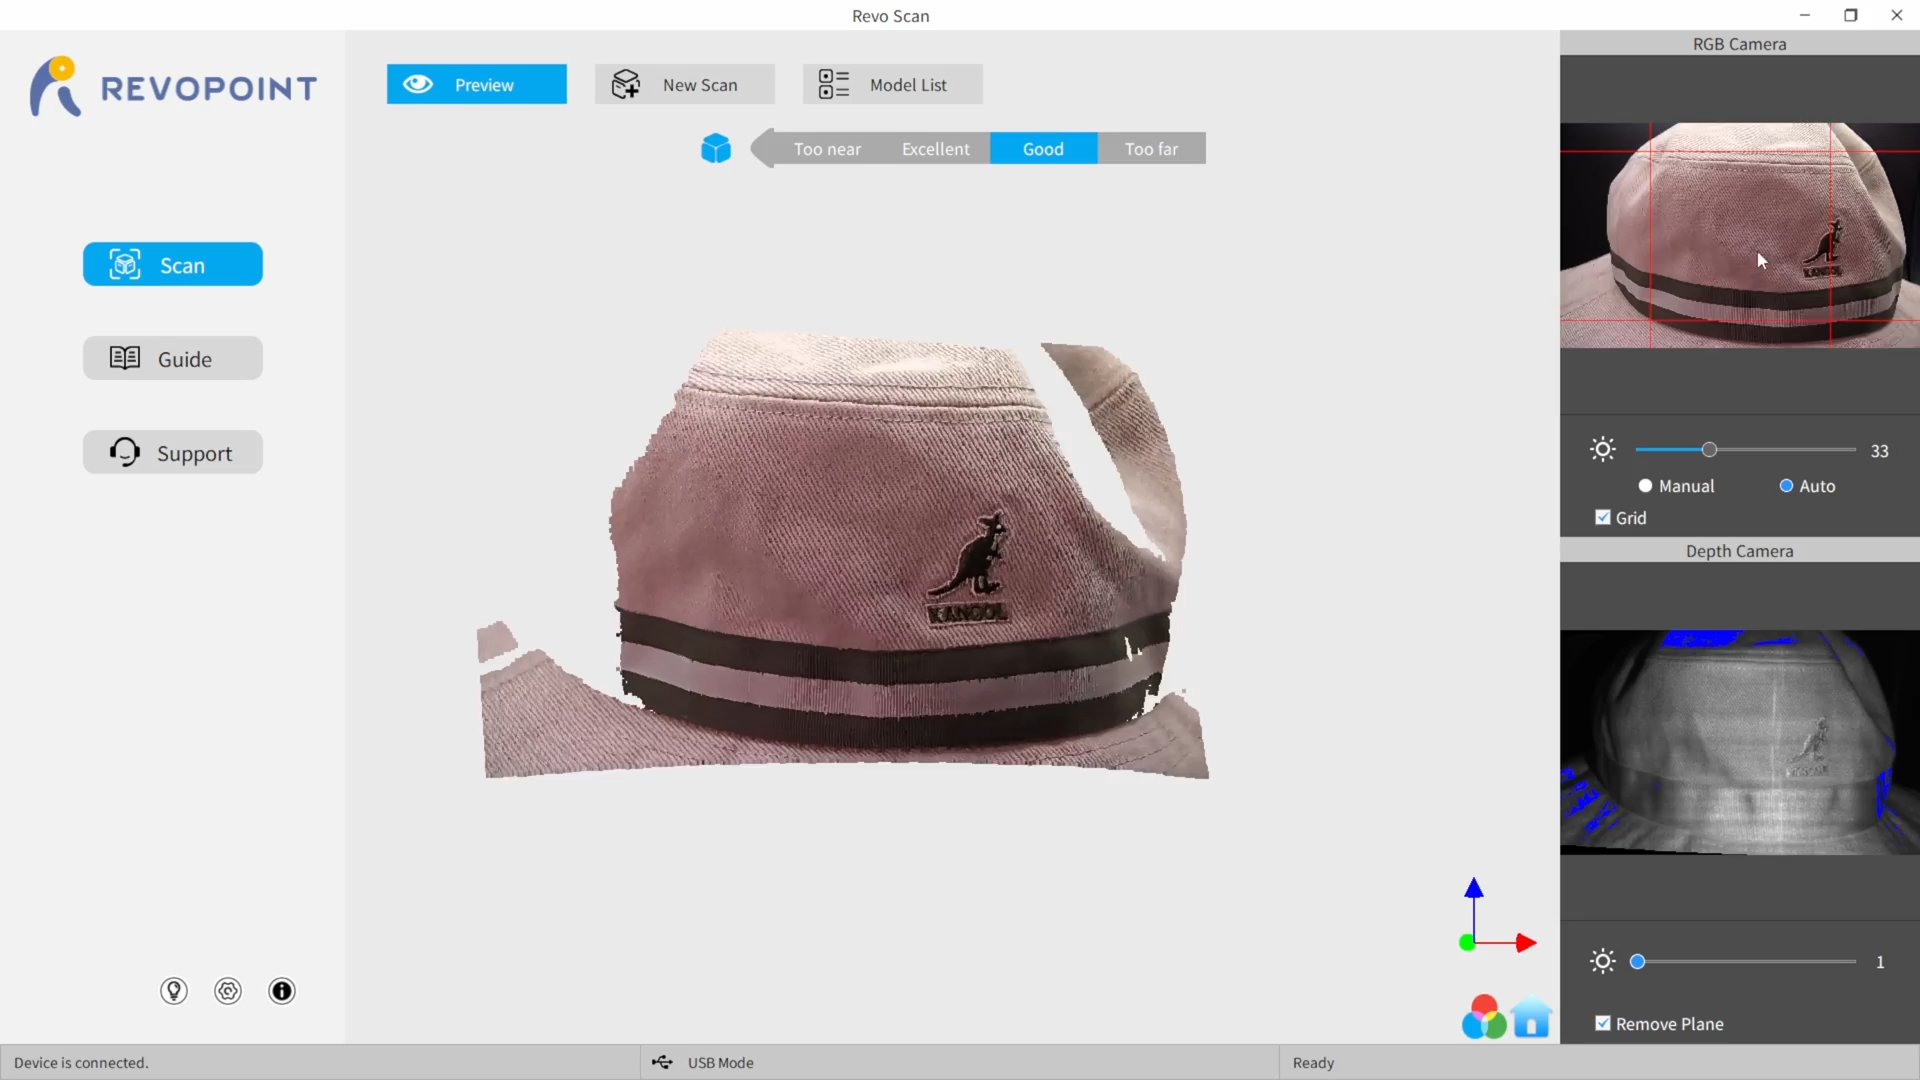 Revo Scan
REVOPOINT
Preview
New Scan
Model List
Too near
Excellent
Good
Too far
Scan
Guide
Support
KANGOL
RGB Camera
KANGOL
33
Manual
Auto
Grid
Depth Camera
1
Remove Plane
Device is connected.
USB Mode
Ready